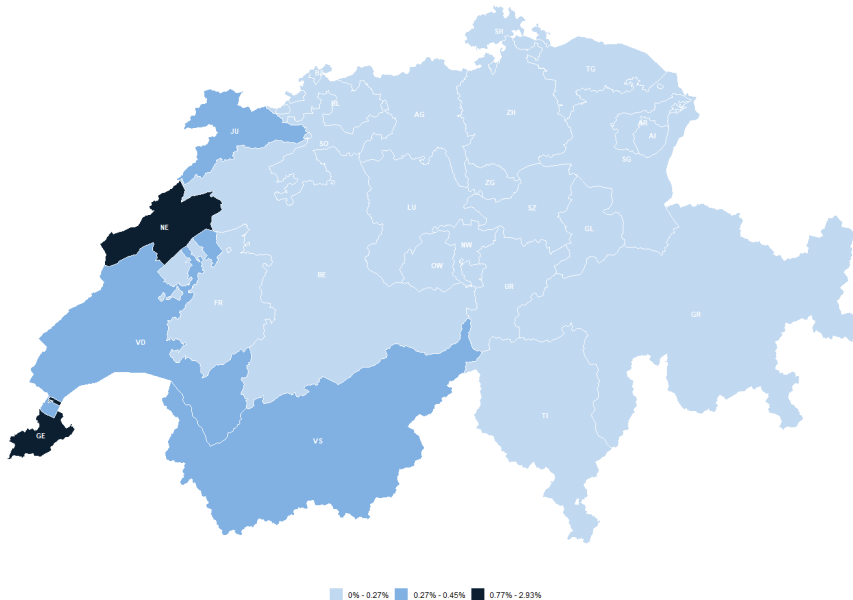 SH
TG
BL
AG
ZH
AR
AI
JU
SO
SG
ZG
LU
SZ
NE
GL
NW
OW
BE
UR
FR
GR
VD
TI
GE
VS
0% - 0.27% 0.27% - 0.45% 0.77% - 2.93%